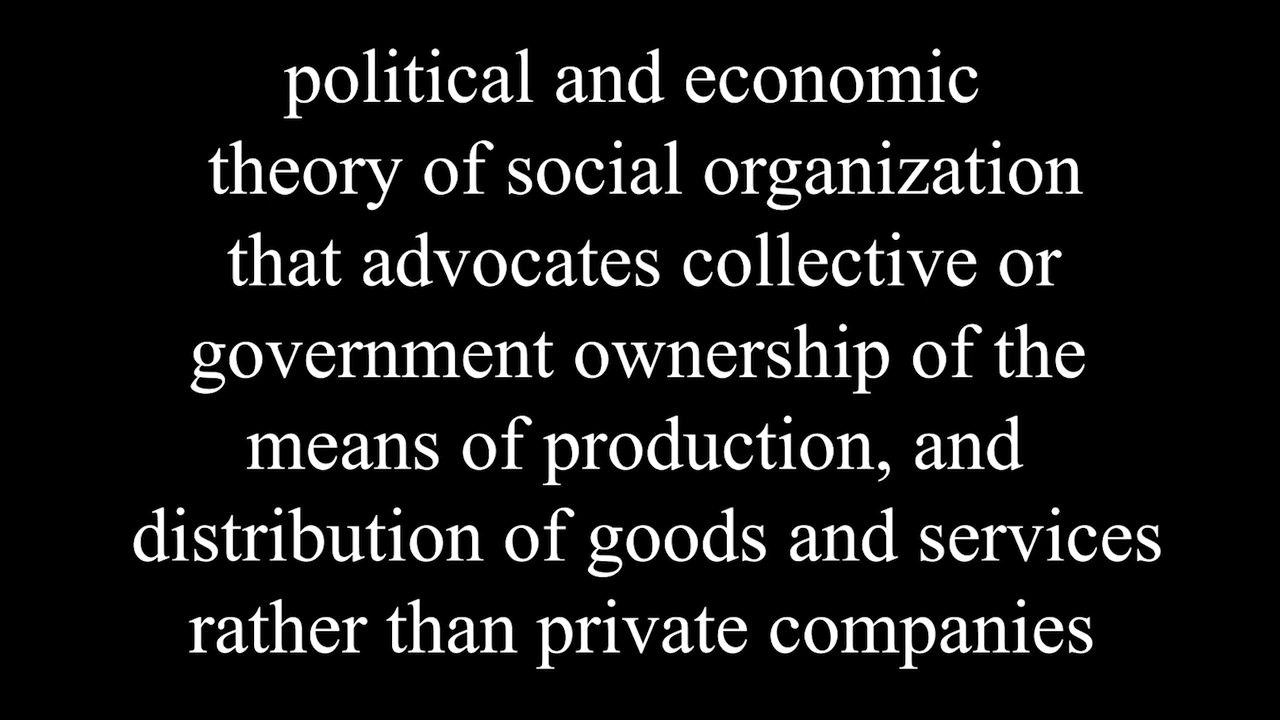 political and economic
theory of social organization
that advocates collective or
government ownership of the
means of production, and
distribution of goods and services
rather than private companies